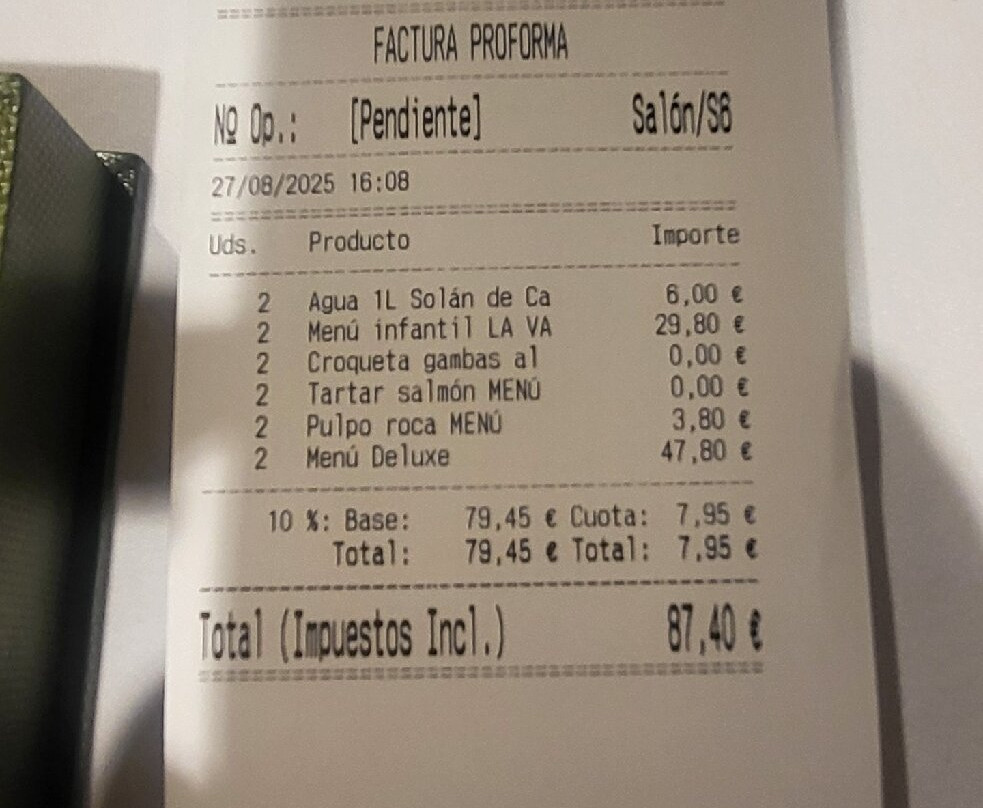 FACTURA PROFORMA
Nº Op.: [Pendiente] Salón/S6
27/08/2025 16:08
Uds. Producto Importe
2 Agua 1L Solán de Ca 6,00 €
2 Menú infantil LA VA 29,80 €
2 Croqueta gambas al 0,00 €
2 Tartar salmón MENÚ 0,00 €
2 Pulpo roca MENÚ 3,80 €
2 Menú Deluxe 47,80 €
10 %: Base: 79,45 € Cuota: 7,95 €
Total: 79,45 € Total: 7,95 €
Total (Impuestos Incl.) 87,40 €